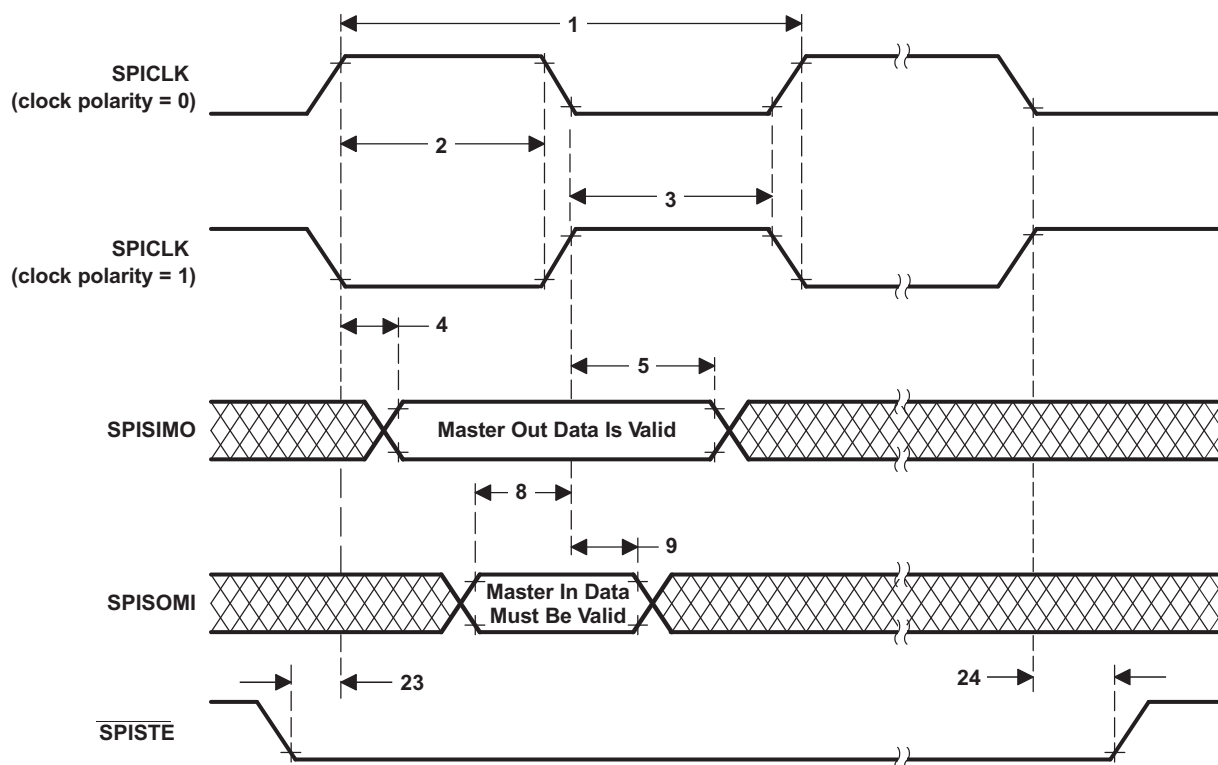 1
SPICLK
(clock polarity = 0)
2
3
SPICLK
(clock polarity = 1)
4
5
SPISIMO
Master Out Data Is Valid
8
9
SPISOMI
Master In Data
Must Be Valid
23
24
SPISTE